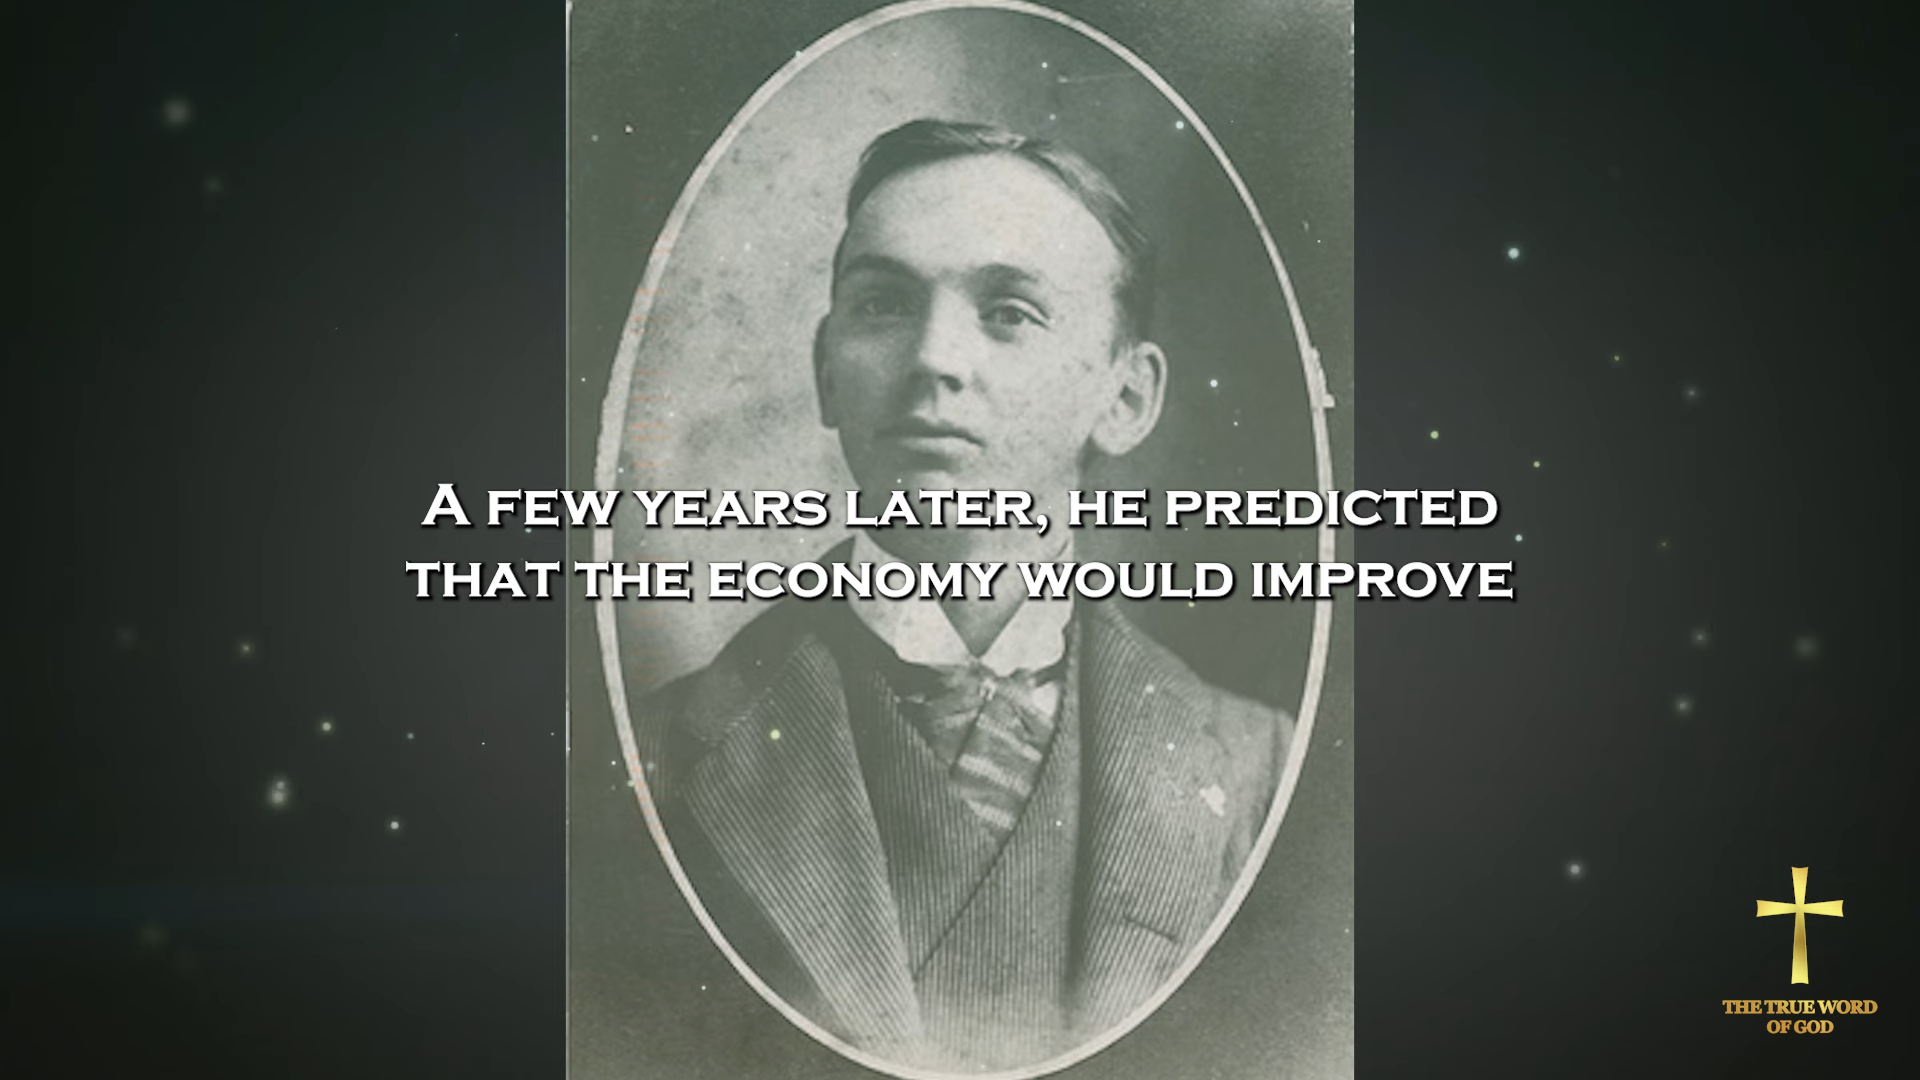 A FEW YEARS LATER, HE PREDICTED
THAT THE ECONOMY WOULD IMPROVE
THE TRUE WORD
OF GOD